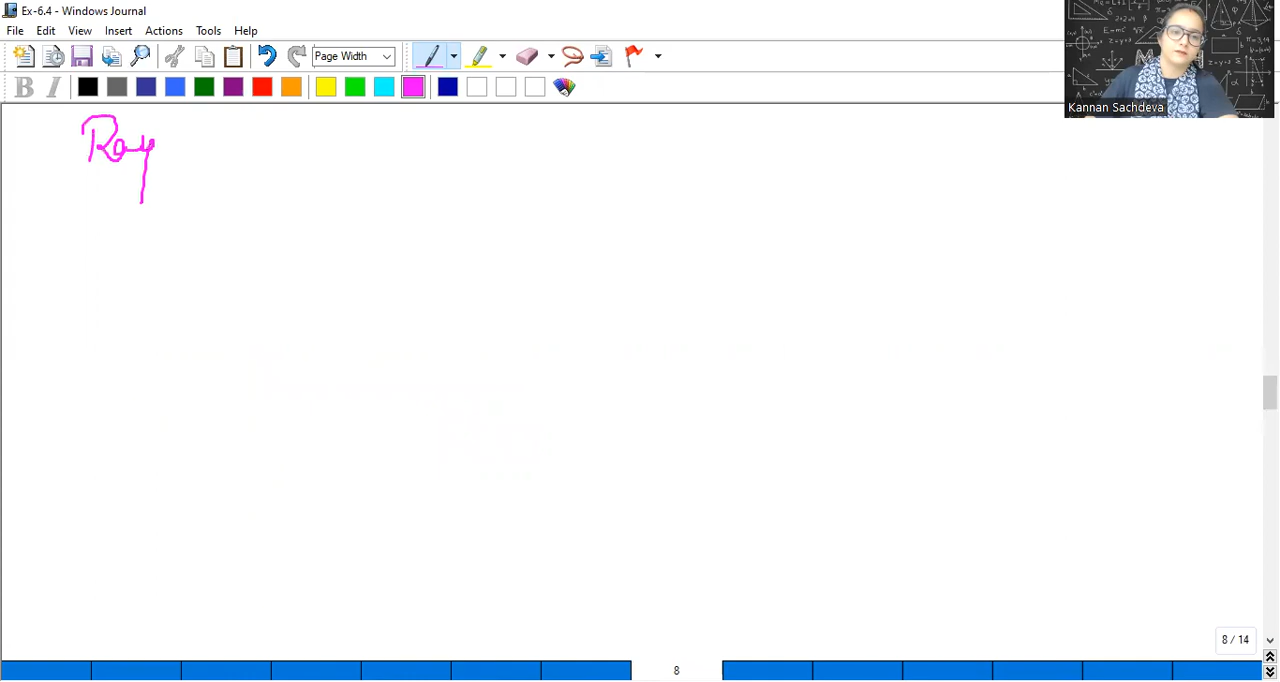 Ex-6.4 - Windows Journal
File Edit View Insert Actions Tools Help
Page Width
B I
Kannan Sachdeva
Ray
8 / 14
8